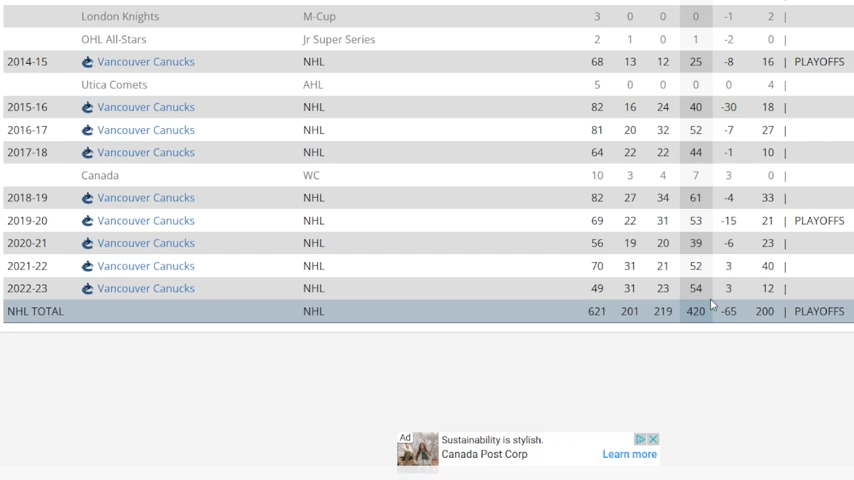 London Knights M-Cup 3 0 0 0 -1 2 |
OHL All-Stars Jr Super Series 2 1 0 1 -2 0 |
2014-15 Vancouver Canucks NHL 68 13 12 25 -8 16 | PLAYOFFS
Utica Comets AHL 5 0 0 0 0 4 |
2015-16 Vancouver Canucks NHL 82 16 24 40 -30 18 |
2016-17 Vancouver Canucks NHL 81 20 32 52 -7 27 |
2017-18 Vancouver Canucks NHL 64 22 22 44 -1 10 |
Canada WC 10 3 4 7 3 0 |
2018-19 Vancouver Canucks NHL 82 27 34 61 -4 33 |
2019-20 Vancouver Canucks NHL 69 22 31 53 -15 21 | PLAYOFFS
2020-21 Vancouver Canucks NHL 56 19 20 39 -6 23 |
2021-22 Vancouver Canucks NHL 70 31 21 52 3 40 |
2022-23 Vancouver Canucks NHL 49 31 23 54 3 12 |
NHL TOTAL NHL 621 201 219 420 -65 200 | PLAYOFFS
Ad Sustainability is stylish.
Canada Post Corp Learn more